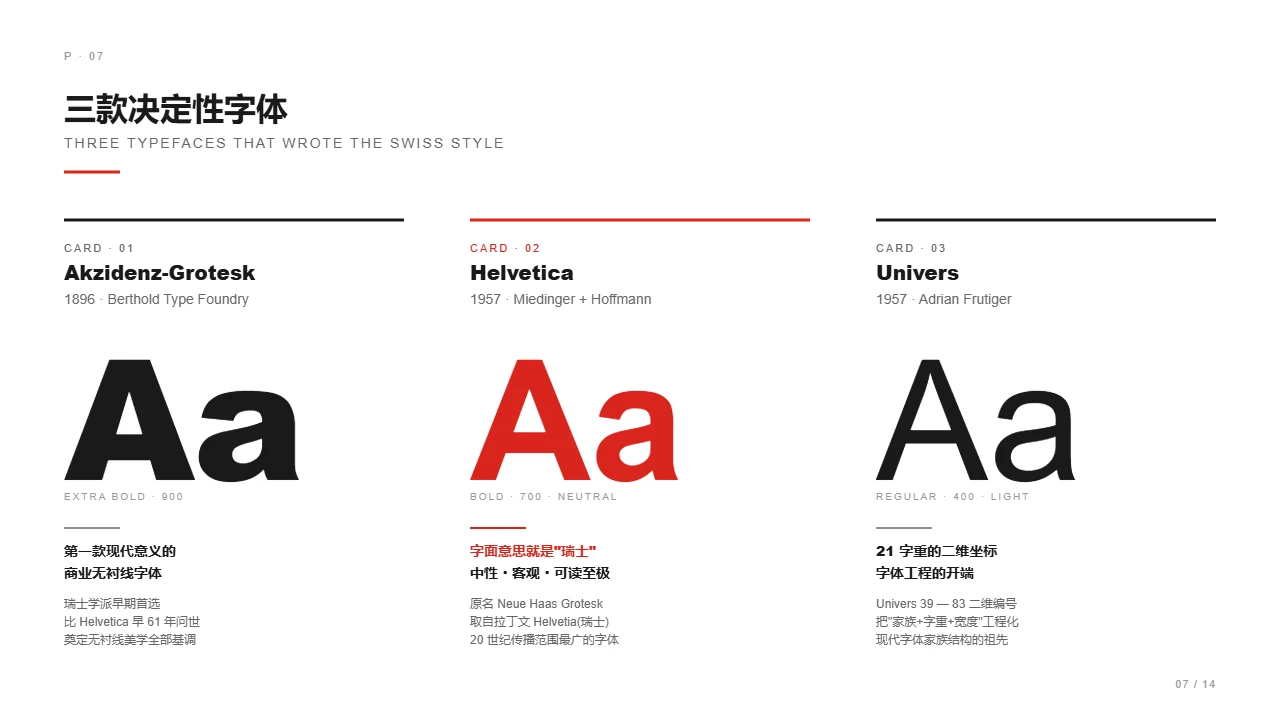 P · 07
三款决定性字体
THREE TYPEFACES THAT WROTE THE SWISS STYLE
CARD · 01
Akzidenz-Grotesk
1896 · Berthold Type Foundry
Aa
EXTRA BOLD · 900
第一款现代意义的
商业无衬线字体
瑞士学派早期首选
比 Helvetica 早 61 年问世
奠定无衬线美学全部基调
CARD · 02
Helvetica
1957 · Miedinger + Hoffmann
Aa
BOLD · 700 · NEUTRAL
字面意思就是"瑞士"
中性・客观・可读至极
原名 Neue Haas Grotesk
取自拉丁文 Helvetia(瑞士)
20 世纪传播范围最广的字体
CARD · 03
Univers
1957 · Adrian Frutiger
Aa
REGULAR · 400 · LIGHT
21 字重的二维坐标
字体工程的开端
Univers 39 — 83 二维编号
把"家族+字重+宽度"工程化
现代字体家族结构的祖先
07 / 14